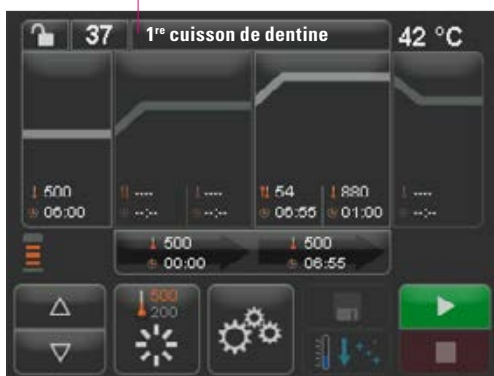 37 1re cuisson de dentine 42 °C
500 ---- ---- 54 880 ----
06:00 --:-- --:-- 06:55 01:00 --:--
500 500
00:00 06:55
500
200